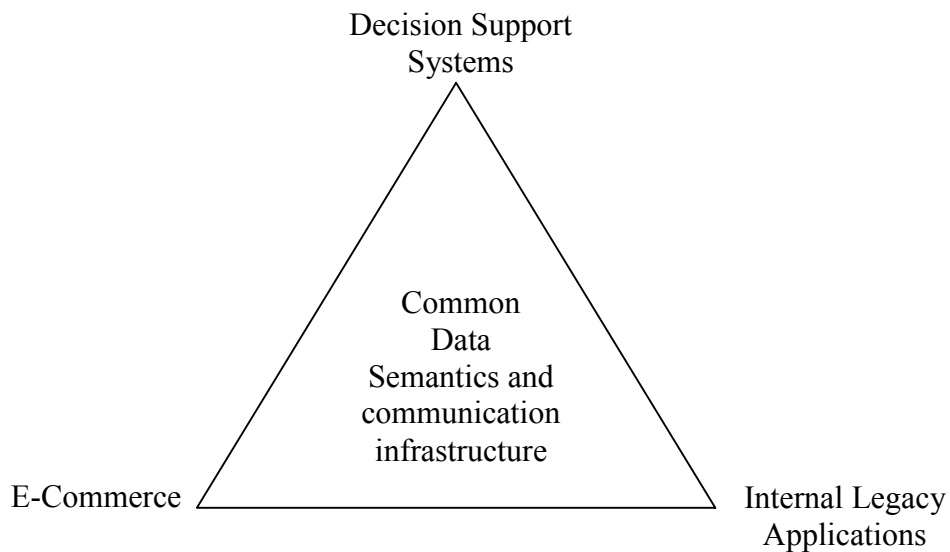 Decision Support
Systems
Common
Data
Semantics and
communication
infrastructure
E-Commerce
Internal Legacy
Applications